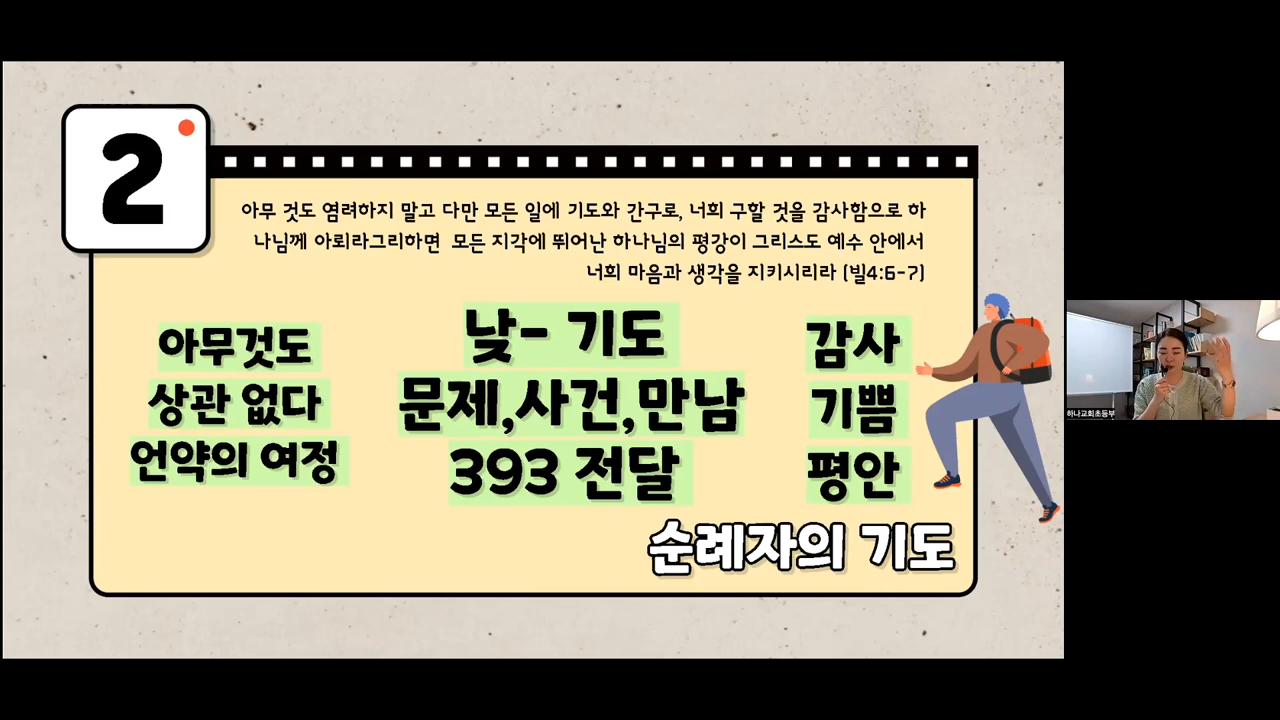 2
아무 것도 염려하지 말고 다만 모든 일에 기도와 간구로, 너희 구할 것을 감사함으로 하
나님께 아뢰라그리하면 모든 지각에 뛰어난 하나님의 평강이 그리스도 예수 안에서
너희 마음과 생각을 지키시리라 (빌4:6-7)
아무것도
상관 없다
언약의 여정
낮- 기도
문제,사건,만남
393 전달
감사
기쁨
평안
순례자의 기도
하나교회초등부